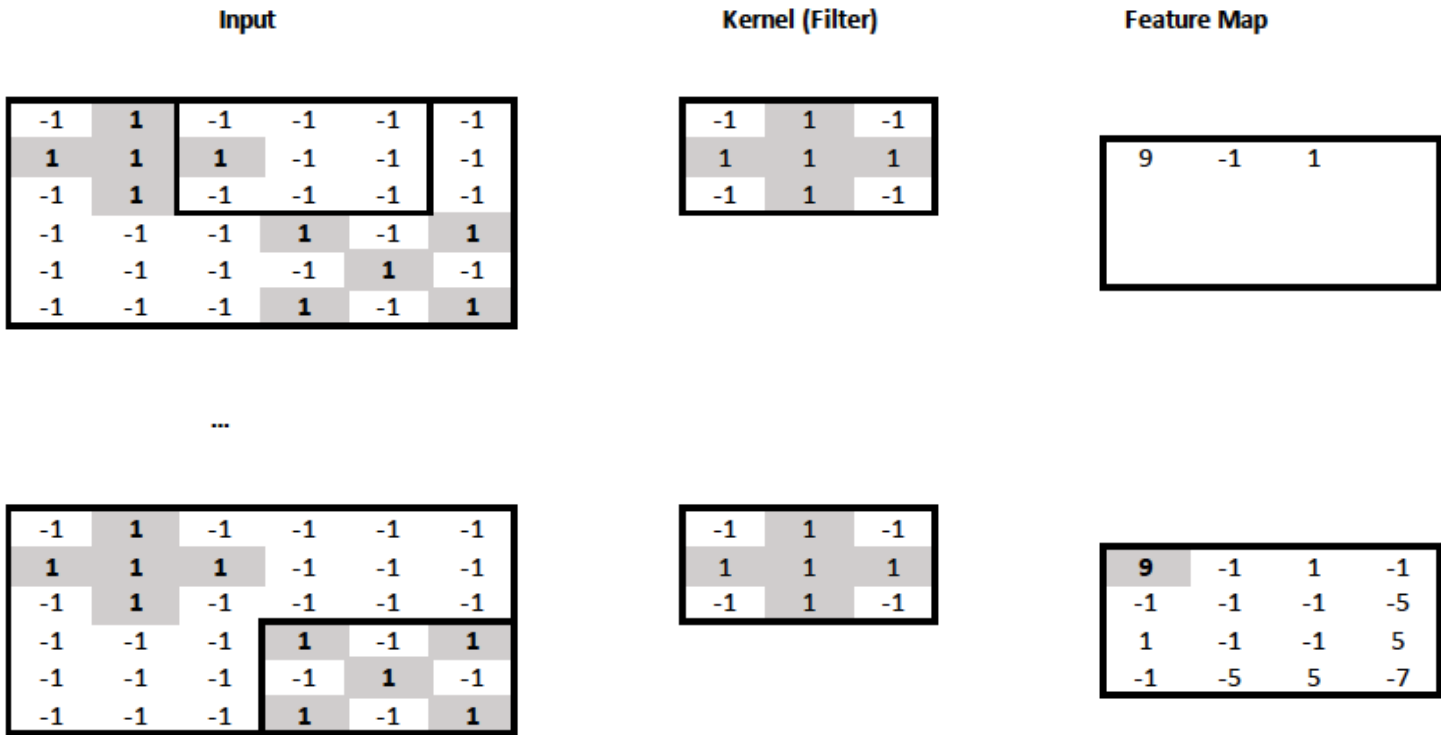 Input Kernel (Filter) Feature Map
-1 1 -1 -1 -1 -1 -1 1 -1
1 1 1 -1 -1 -1 1 1 1 9 -1 1
-1 1 -1 -1 -1 -1 -1 1 -1
-1 -1 -1 1 -1 1
-1 -1 -1 -1 1 -1
-1 -1 -1 1 -1 1
...
-1 1 -1 -1 -1 -1 -1 1 -1
1 1 1 -1 -1 -1 1 1 1 9 -1 1 -1
-1 1 -1 -1 -1 -1 -1 1 -1 -1 -1 -1 -5
-1 -1 -1 1 -1 1 1 -1 -1 5
-1 -1 -1 -1 1 -1 -1 -5 5 -7
-1 -1 -1 1 -1 1